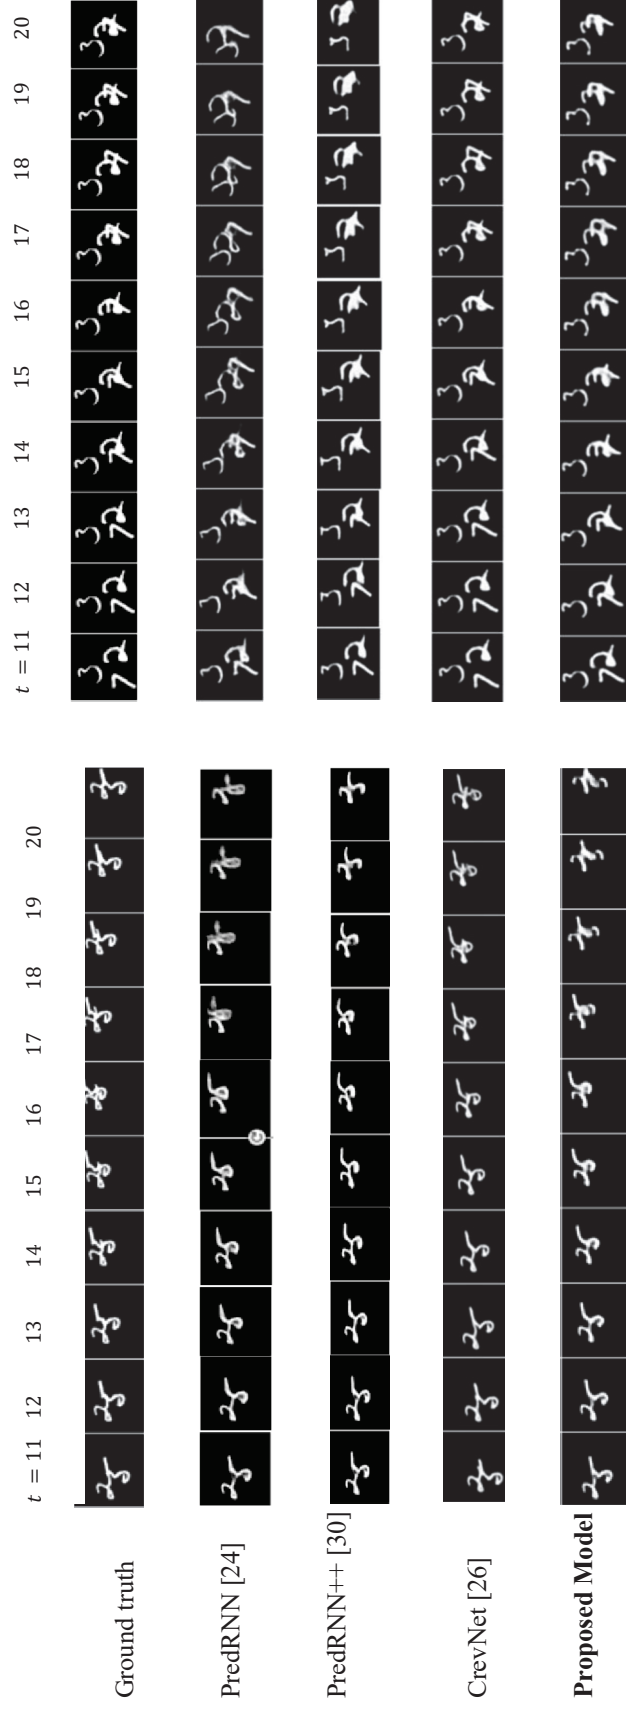 t = 11 12 13 14 15 16 17 18 19 20 t = 11 12 13 14 15 16 17 18 19 20
Ground truth
PredRNN [24]
PredRNN++ [30]
CrevNet [26]
Proposed Model